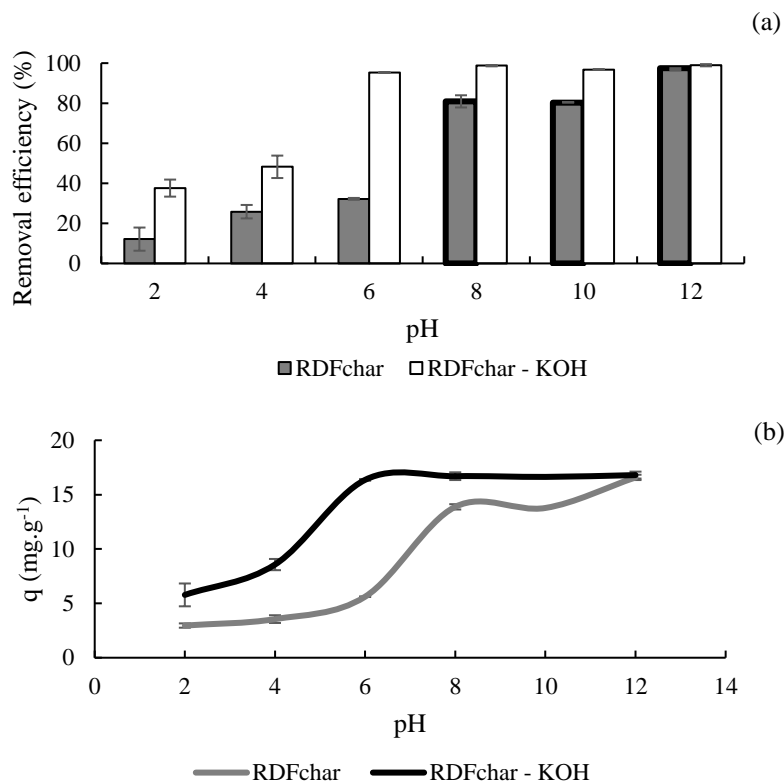 (a)
Removal efficiency (%)
100
80
60
40
20
0
2 4 6 8 10 12
pH
RDFchar RDFchar - KOH
(b)
q (mg.g-1)
20
15
10
5
0
0 2 4 6 8 10 12 14
pH
RDFchar RDFchar - KOH